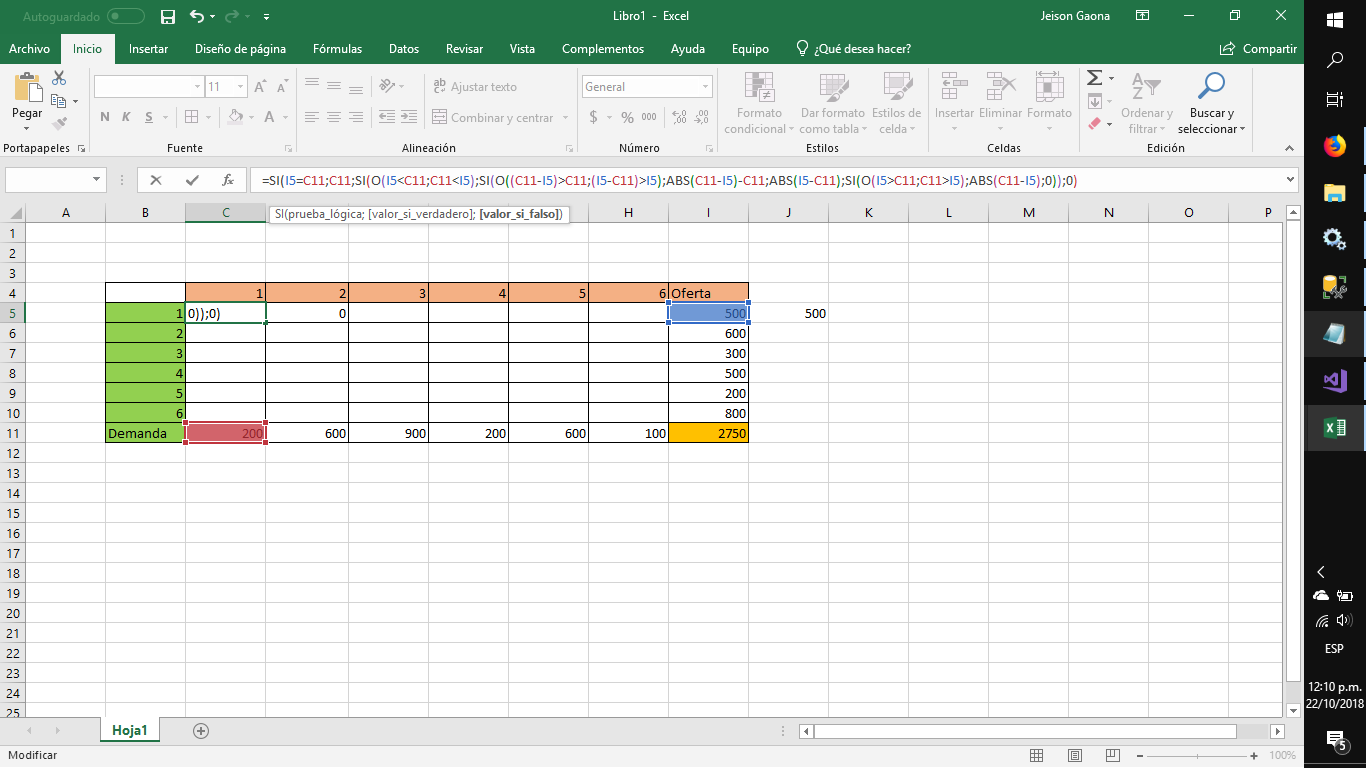 Autoguardado
Libro1 - Excel
Jeison Gaona
Archivo Inicio Insertar Diseño de página Fórmulas Datos Revisar Vista Complementos Ayuda Equipo ¿Qué desea hacer? Compartir
Pegar
11
Ajustar texto
General
N K S
Combinar y centrar
$ % 000
Formato condicional
Dar formato como tabla
Estilos de celda
Insertar Eliminar Formato
Ordenar y filtrar
Buscar y seleccionar
Portapapeles Fuente Alineación Número Estilos Celdas Edición
fx =SI(I5=C11;C11;SI(O(I5<C11;C11<I5);SI(O((C11-I5)>C11;(I5-C11)>I5);ABS(C11-I5)-C11;ABS(I5-C11);SI(O(I5>C11;C11>I5);ABS(C11-I5);0));0)
SI(prueba_lógica; [valor_si_verdadero]; [valor_si_falso])
A B C H I J K L M N O P
1
2
3
4 1 2 3 4 5 6 Oferta
5 1 0));0) 0 500 500
6 2 600
7 3 300
8 4 500
9 5 200
10 6 800
11 Demanda 200 600 900 200 600 100 2750
12
13
14
15
16
17
18
19
20
21
22
23
24
25
Hoja1
Modificar
100%
ESP
12:10 p.m.
22/10/2018
5